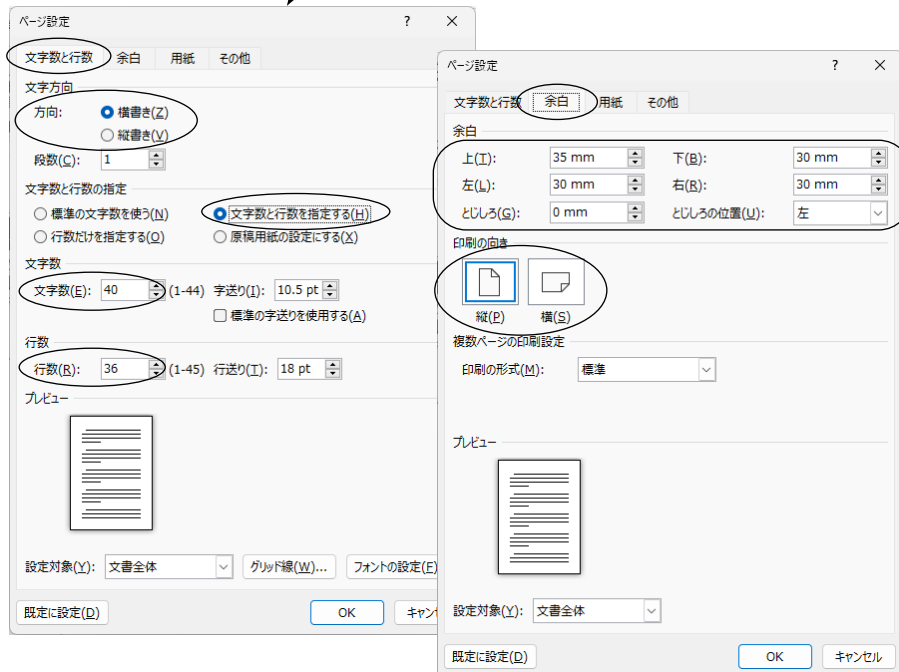 ページ設定
? ×
文字数と行数 余白 用紙 その他
文字方向
方向: 横書き(Z)
縦書き(V)
段数(C): 1
文字数と行数の指定
標準の文字数を使う(N) 文字数と行数を指定する(H)
行数だけを指定する(O) 原稿用紙の設定にする(X)
文字数
文字数(E): 40 (1-44) 字送り(I): 10.5 pt
標準の字送りを使用する(A)
行数
行数(R): 36 (1-45) 行送り(T): 18 pt
プレビュー
設定対象(Y): 文書全体 グリッド線(W)... フォントの設定(F)
既定に設定(D) OK キャン
ページ設定
? ×
文字数と行数 余白 用紙 その他
余白
上(T): 35 mm 下(B): 30 mm
左(L): 30 mm 右(R): 30 mm
とじしろ(G): 0 mm とじしろの位置(U): 左
印刷の向き
縦(P) 横(S)
複数ページの印刷設定
印刷の形式(M): 標準
プレビュー
設定対象(Y): 文書全体
既定に設定(D) OK キャンセル